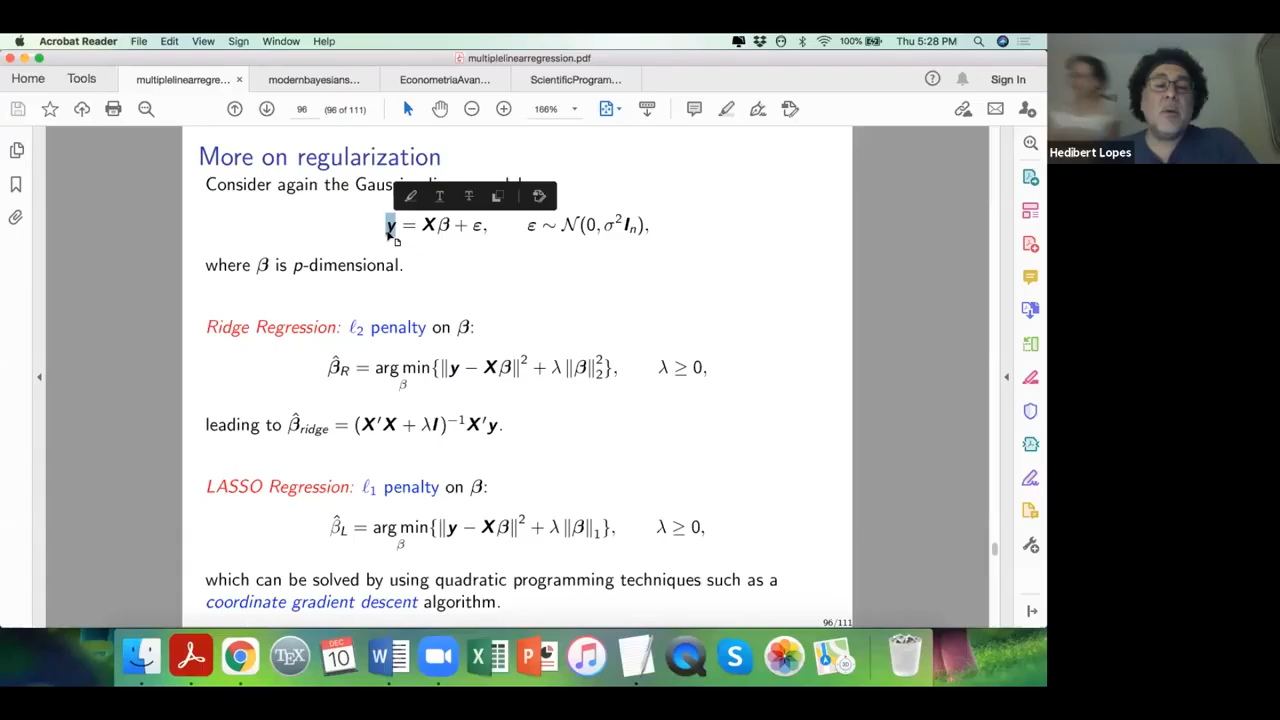 Acrobat Reader File Edit View Sign Window Help 100% Thu 5:28 PM
multiplelinearregression.pdf
Home Tools multiplelinearregre... × modernbayesians... EconometriaAvan... ScientificProgram... Sign In
96 (96 of 111) 166%
Hedibert Lopes
More on regularization
Consider again the
y = Xβ + ε, ε ∼ N(0, σ²Iₙ),
where β is p-dimensional.
Ridge Regression: ℓ₂ penalty on β:
β̂_R = arg min_β {‖y − Xβ‖² + λ ‖β‖₂²}, λ ≥ 0,
leading to β̂_ridge = (X′X + λI)⁻¹X′y.
LASSO Regression: ℓ₁ penalty on β:
β̂_L = arg min_β {‖y − Xβ‖² + λ ‖β‖₁}, λ ≥ 0,
which can be solved by using quadratic programming techniques such as a
coordinate gradient descent algorithm.
96/111
TEX DEC 10 W X P S